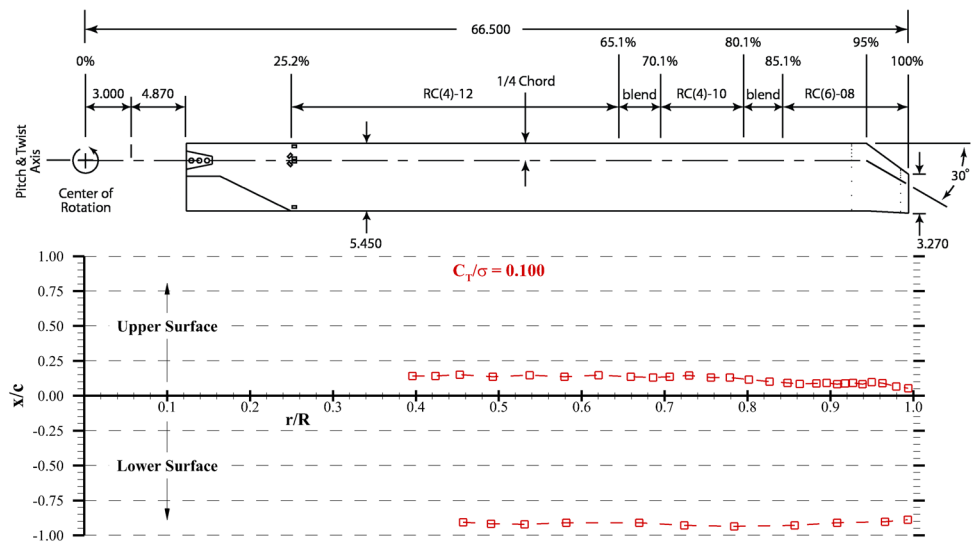 66.500
0%
25.2%
65.1%
80.1%
95%
70.1%
85.1%
100%
1/4 Chord
3.000
4.870
RC(4)-12
blend
RC(4)-10
blend
RC(6)-08
Pitch & Twist
Axis
Center of
Rotation
30°
5.450
3.270
1.00
C_T/σ = 0.100
0.75
Upper Surface
0.50
0.25
x/c
0.00
0.1
0.2
0.3
0.4
0.5
0.6
0.7
0.8
0.9
1.0
r/R
-0.25
Lower Surface
-0.50
-0.75
-1.00